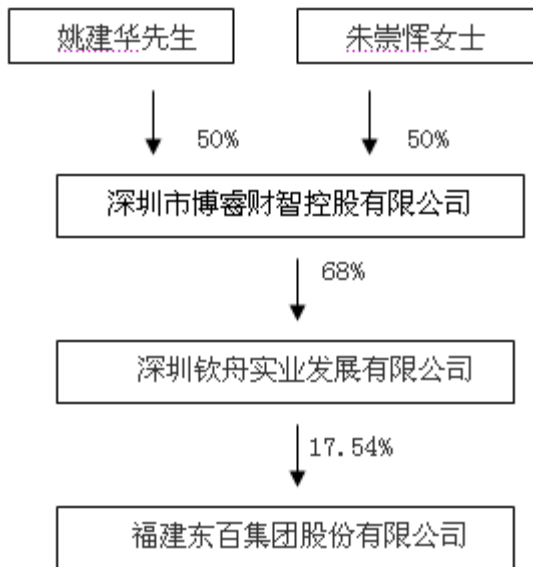 姚建华先生
朱崇恽女士
50%
50%
深圳市博睿财智控股有限公司
68%
深圳钦舟实业发展有限公司
17.54%
福建东百集团股份有限公司